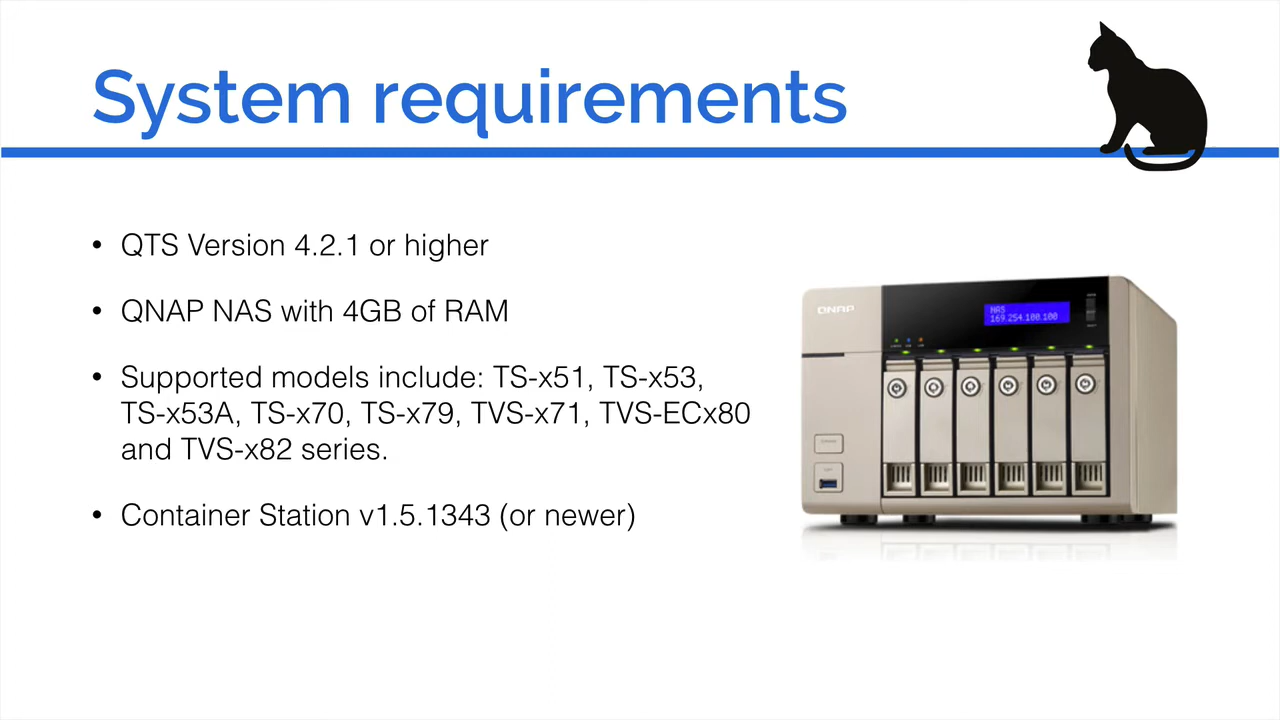 System requirements
• QTS Version 4.2.1 or higher
• QNAP NAS with 4GB of RAM
• Supported models include: TS-x51, TS-x53,
TS-x53A, TS-x70, TS-x79, TVS-x71, TVS-ECx80
and TVS-x82 series.
• Container Station v1.5.1343 (or newer)
QNAP
NAS
169.254.100.100